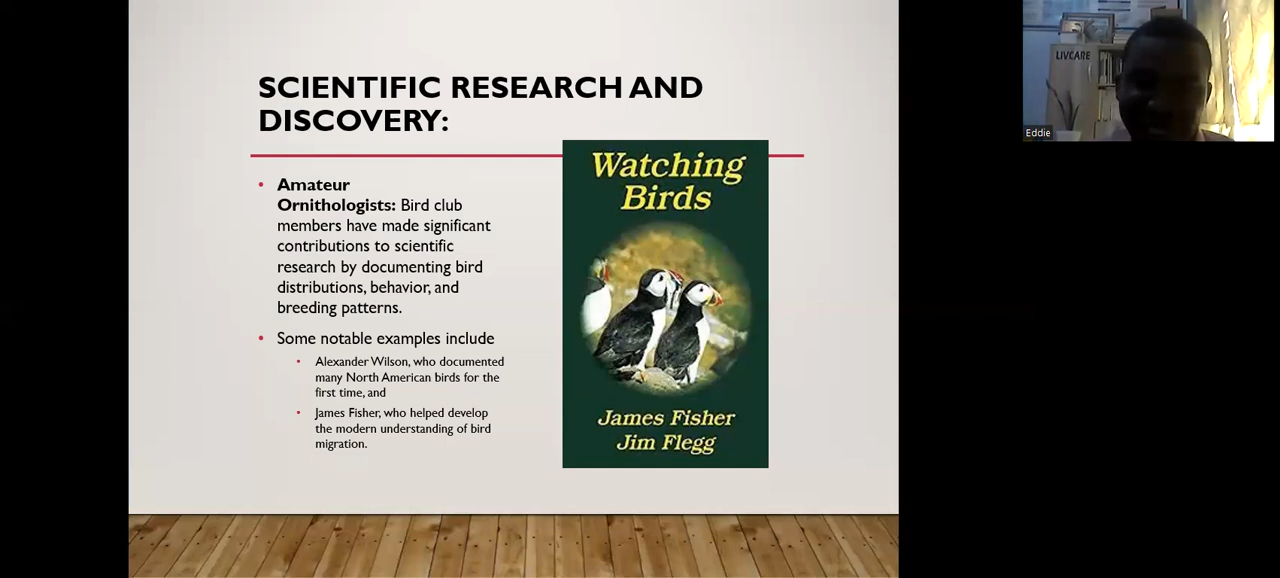 SCIENTIFIC RESEARCH AND
DISCOVERY:
• Amateur
Ornithologists: Bird club
members have made significant
contributions to scientific
research by documenting bird
distributions, behavior, and
breeding patterns.
• Some notable examples include
• Alexander Wilson, who documented
many North American birds for the
first time, and
• James Fisher, who helped develop
the modern understanding of bird
migration.
Watching
Birds
James Fisher
Jim Flegg
LIVCARE
Eddie